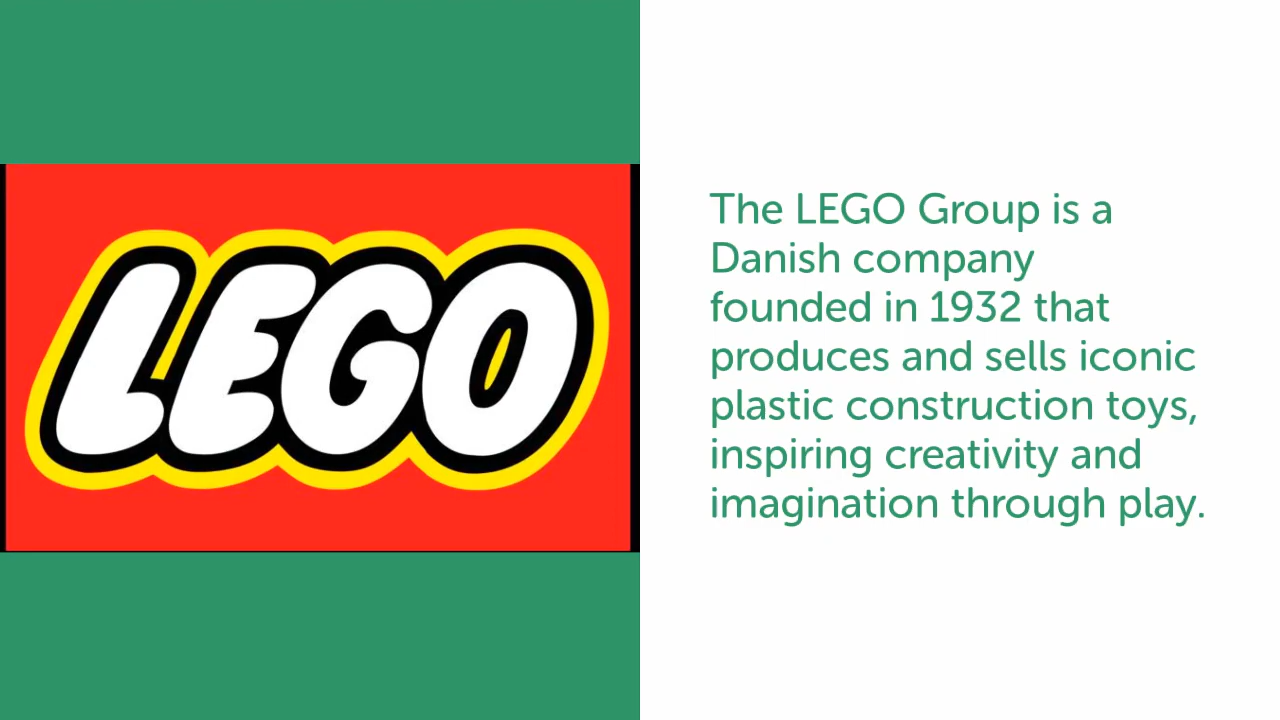 LEGO
The LEGO Group is a
Danish company
founded in 1932 that
produces and sells iconic
plastic construction toys,
inspiring creativity and
imagination through play.